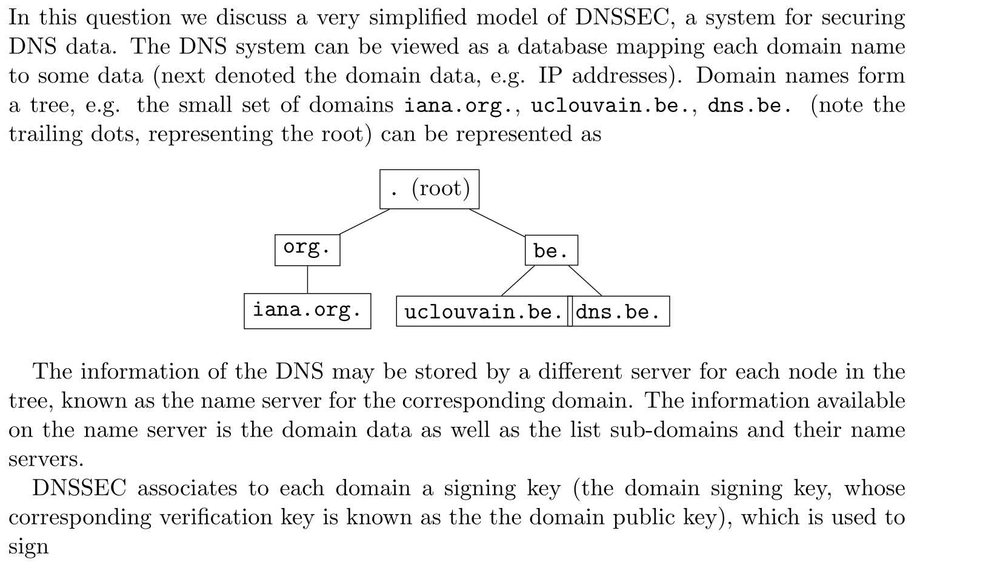 In this question we discuss a very simplified model of DNSSEC, a system for securing
DNS data. The DNS system can be viewed as a database mapping each domain name
to some data (next denoted the domain data, e.g. IP addresses). Domain names form
a tree, e.g. the small set of domains iana.org., uclouvain.be., dns.be. (note the
trailing dots, representing the root) can be represented as
. (root)
org.
be.
iana.org.
uclouvain.be.
dns.be.
The information of the DNS may be stored by a different server for each node in the
tree, known as the name server for the corresponding domain. The information available
on the name server is the domain data as well as the list sub-domains and their name
servers.
DNSSEC associates to each domain a signing key (the domain signing key, whose
corresponding verification key is known as the the domain public key), which is used to
sign